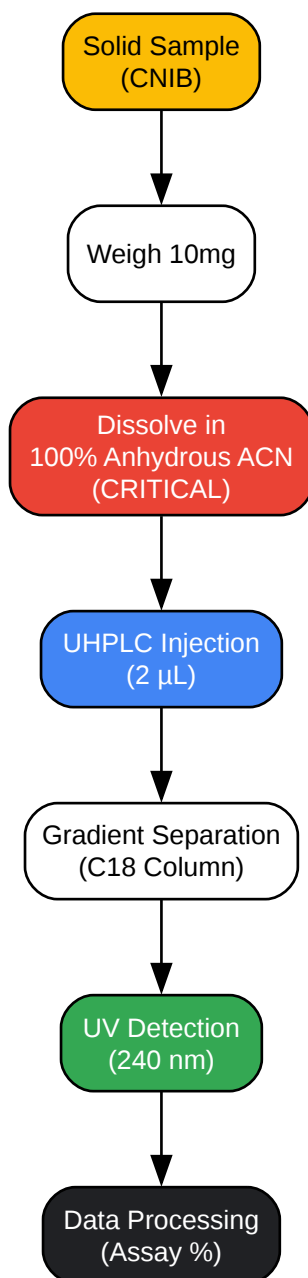 Solid Sample
(CNIB)
Weigh 10mg
Dissolve in
100% Anhydrous ACN
(CRITICAL)
UHPLC Injection
(2 µL)
Gradient Separation
(C18 Column)
UV Detection
(240 nm)
Data Processing
(Assay %)